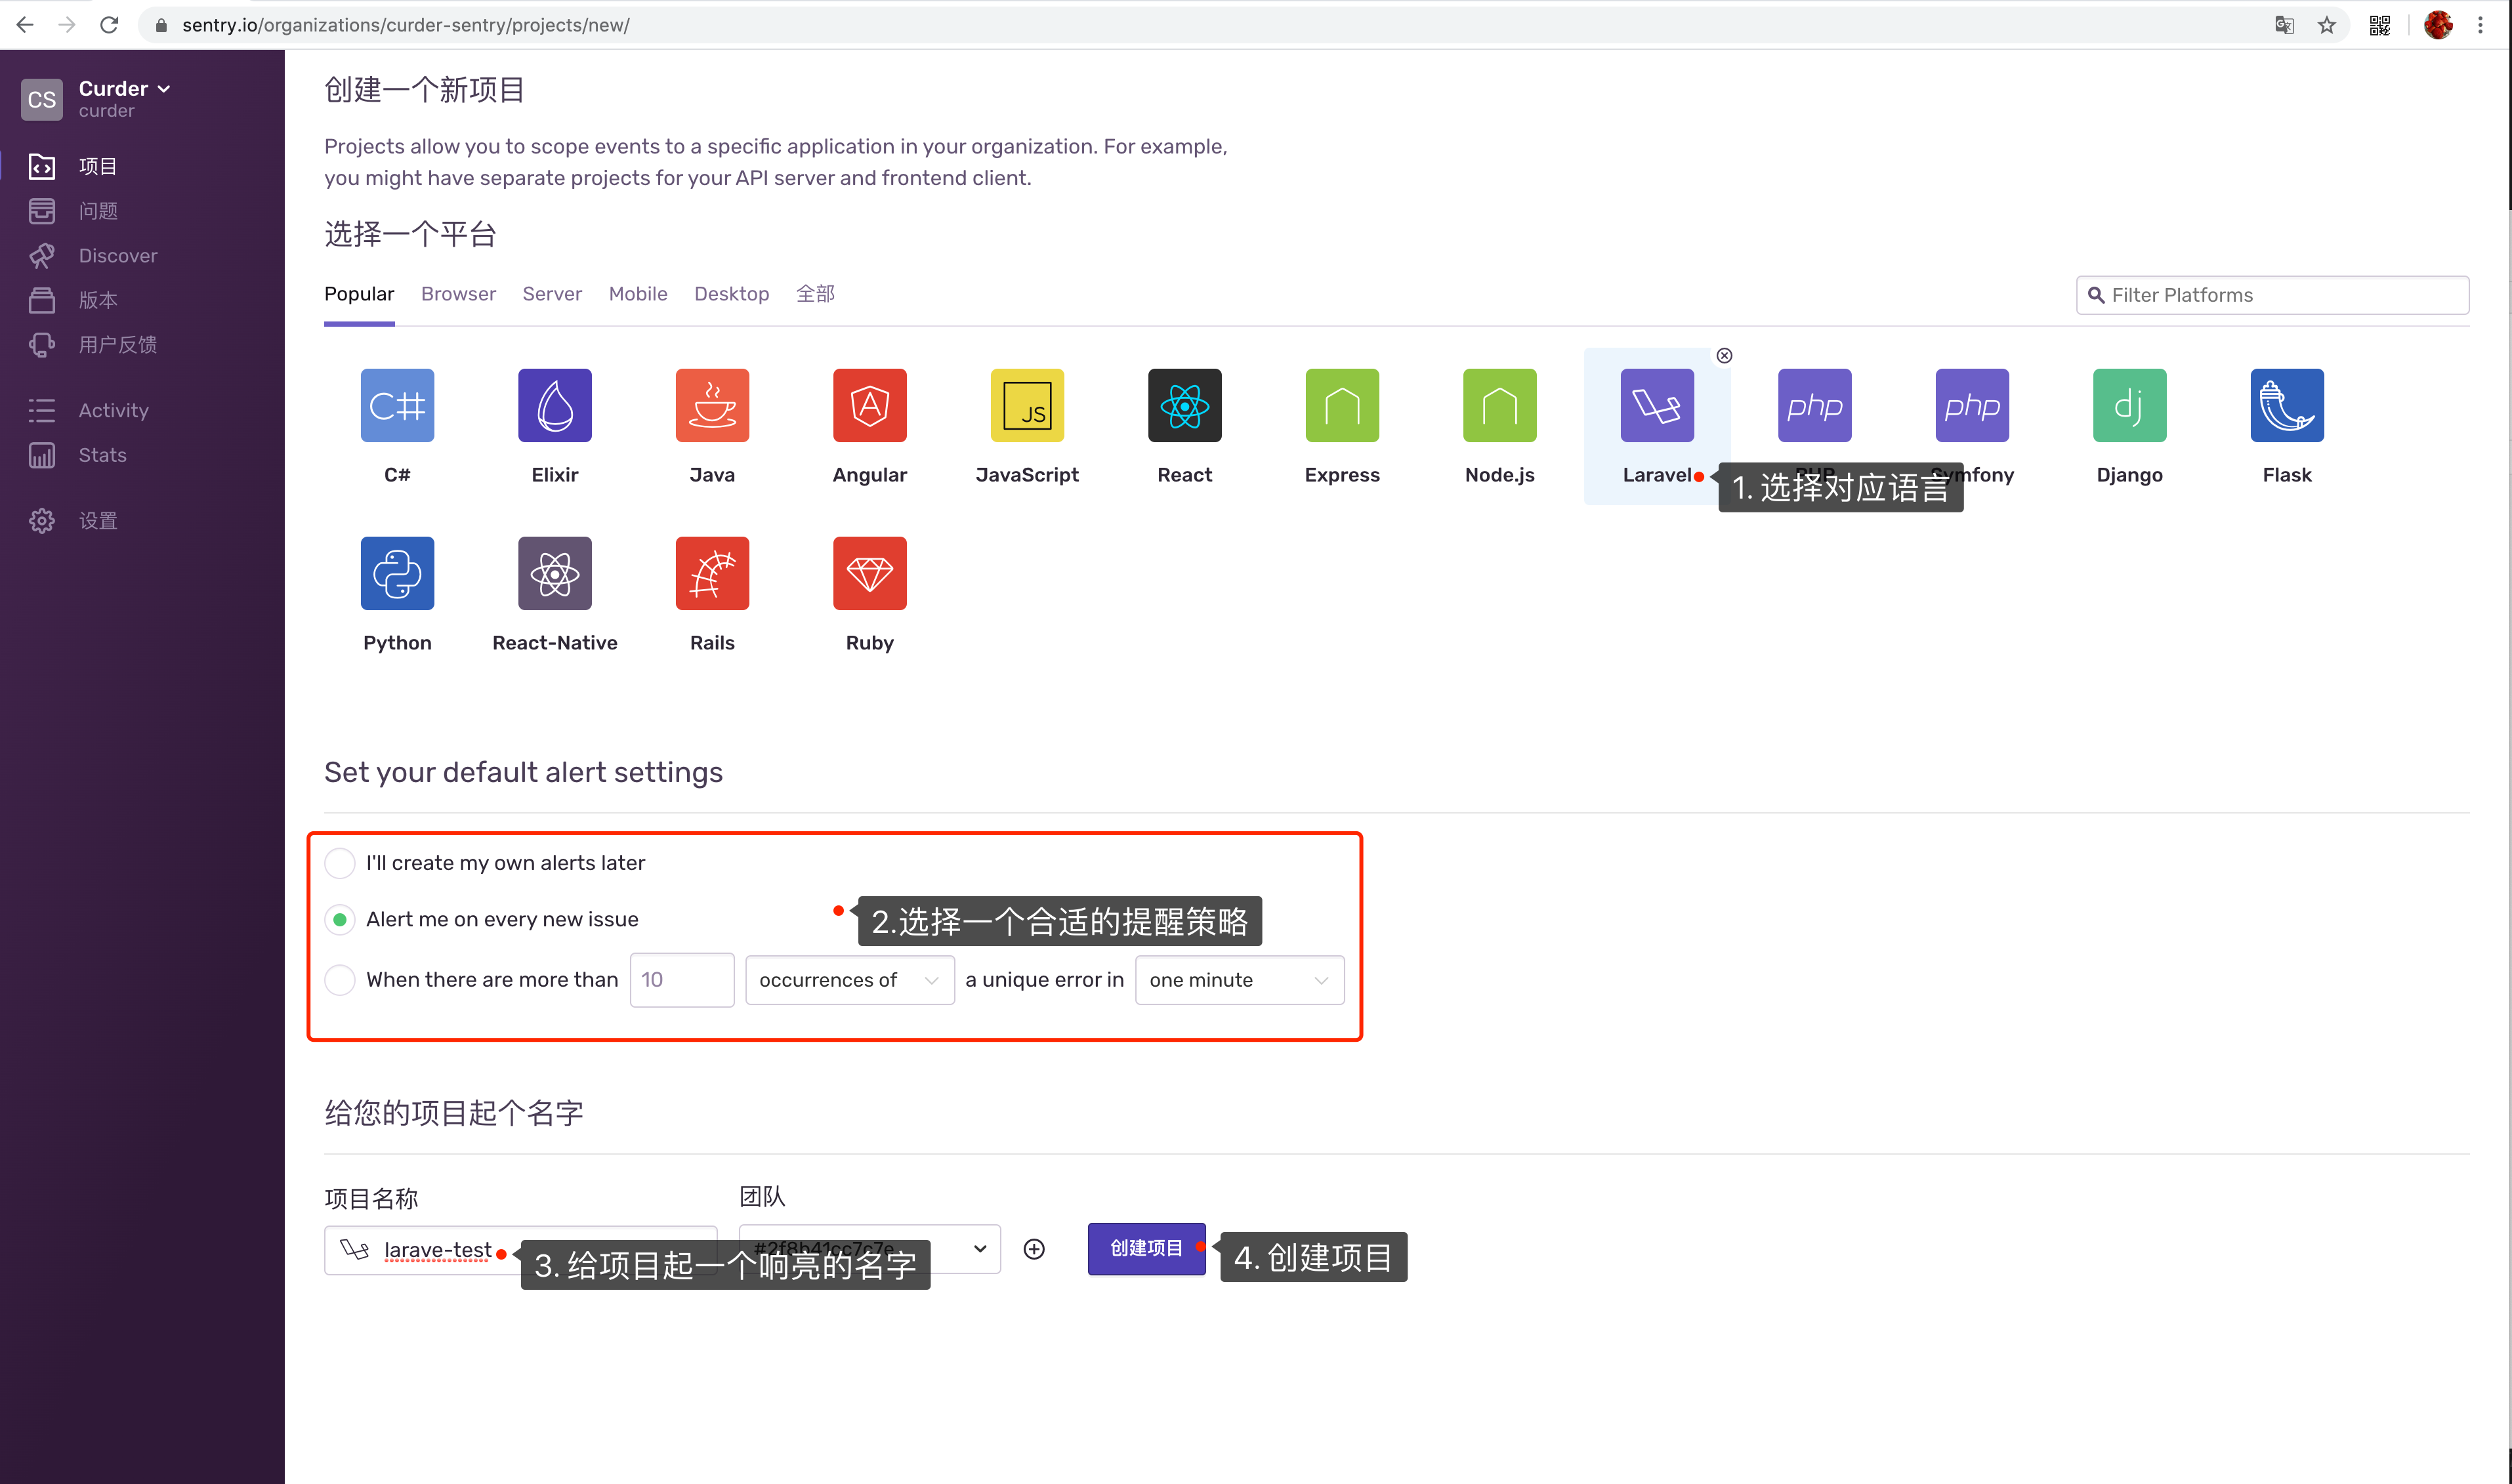 sentry.io/organizations/curder-sentry/projects/new/
CS
Curder
curder
项目
问题
Discover
版本
用户反馈
Activity
Stats
设置
创建一个新项目
Projects allow you to scope events to a specific application in your organization. For example,
you might have separate projects for your API server and frontend client.
选择一个平台
Popular Browser Server Mobile Desktop 全部
Filter Platforms
C# JS php php dj
C# Elixir Java Angular JavaScript React Express Node.js Laravel PHP Symfony Django Flask
1. 选择对应语言
Python React-Native Rails Ruby
Set your default alert settings
I'll create my own alerts later
Alert me on every new issue
2.选择一个合适的提醒策略
When there are more than 10 occurrences of a unique error in one minute
给您的项目起个名字
项目名称 团队
larave-test #2f8b41cc7c7e 创建项目
3. 给项目起一个响亮的名字
4. 创建项目